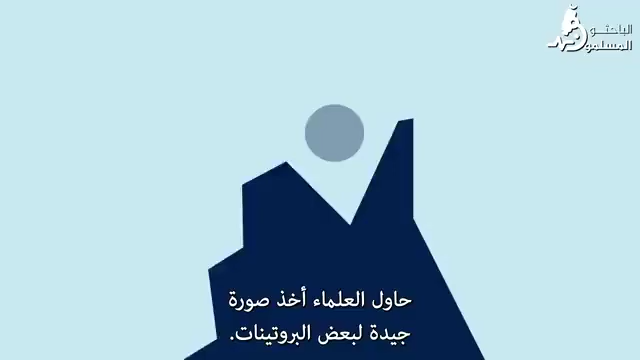 الباحثون
المسلمون
حاول العلماء أخذ صورة
جيدة لبعض البروتينات.